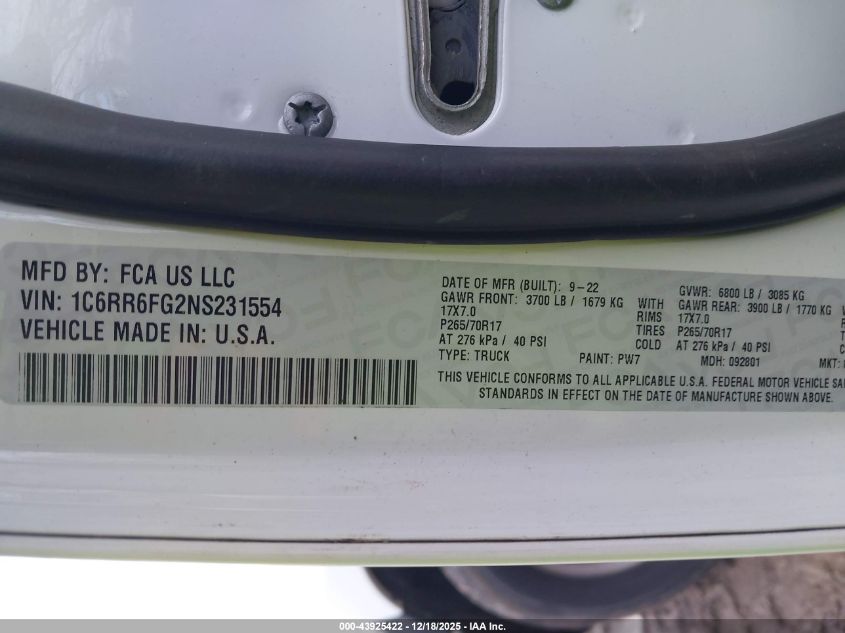 MFD BY: FCA US LLC
VIN: 1C6RR6FG2NS231554
VEHICLE MADE IN: U.S.A.
DATE OF MFR (BUILT): 9-22 GVWR: 6800 LB / 3085 KG
GAWR FRONT: 3700 LB / 1679 KG WITH GAWR REAR: 3900 LB / 1770 KG
17X7.0 RIMS 17X7.0
P265/70R17 TIRES P265/70R17
AT 276 kPa / 40 PSI COLD AT 276 kPa / 40 PSI
TYPE: TRUCK PAINT: PW7 MDH: 092801 MKT:
THIS VEHICLE CONFORMS TO ALL APPLICABLE U.S.A. FEDERAL MOTOR VEHICLE
STANDARDS IN EFFECT ON THE DATE OF MANUFACTURE SHOWN ABOVE.
000-43925422 - 12/18/2025 - IAA Inc.